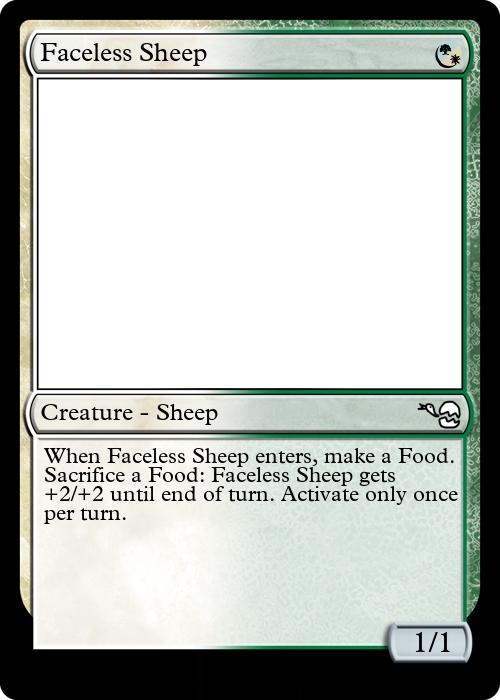 Faceless Sheep
Creature - Sheep
When Faceless Sheep enters, make a Food.
Sacrifice a Food: Faceless Sheep gets
+2/+2 until end of turn. Activate only once
per turn.
1/1